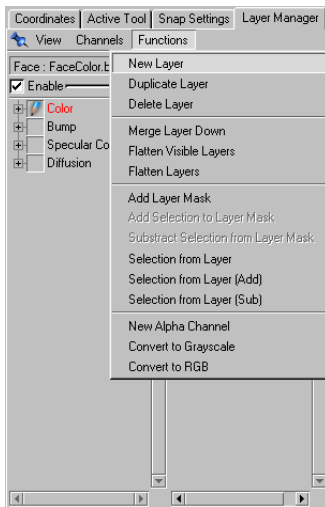 Coordinates Active Tool Snap Settings Layer Manager
View Channels Functions
Face : FaceColor.b
Enable
Color
Bump
Specular Co
Diffusion
New Layer
Duplicate Layer
Delete Layer
Merge Layer Down
Flatten Visible Layers
Flatten Layers
Add Layer Mask
Add Selection to Layer Mask
Substract Selection from Layer Mask
Selection from Layer
Selection from Layer (Add)
Selection from Layer (Sub)
New Alpha Channel
Convert to Grayscale
Convert to RGB